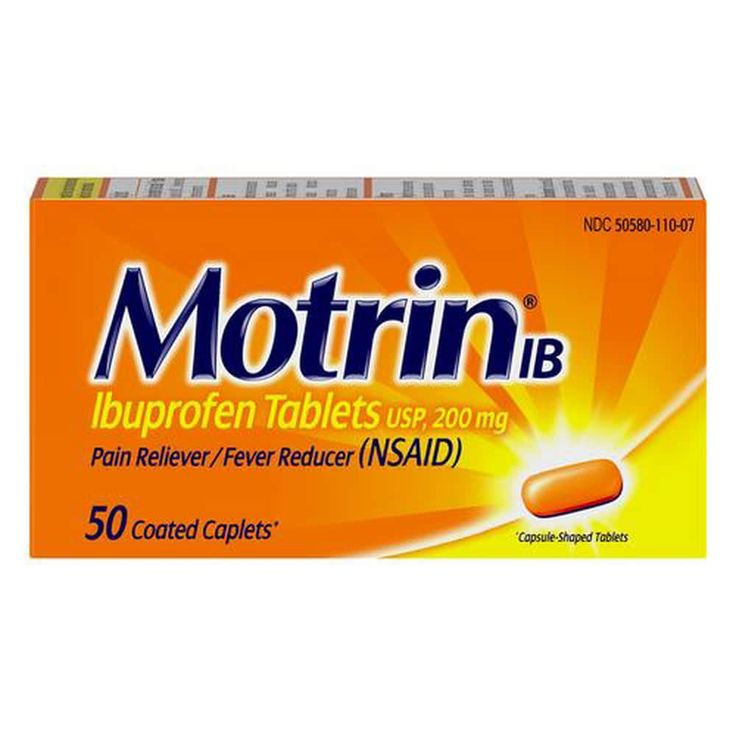 NDC 50580-110-07
Motrin® IB
Ibuprofen Tablets USP, 200 mg
Pain Reliever/Fever Reducer (NSAID)
50 Coated Caplets*
*Capsule-Shaped Tablets